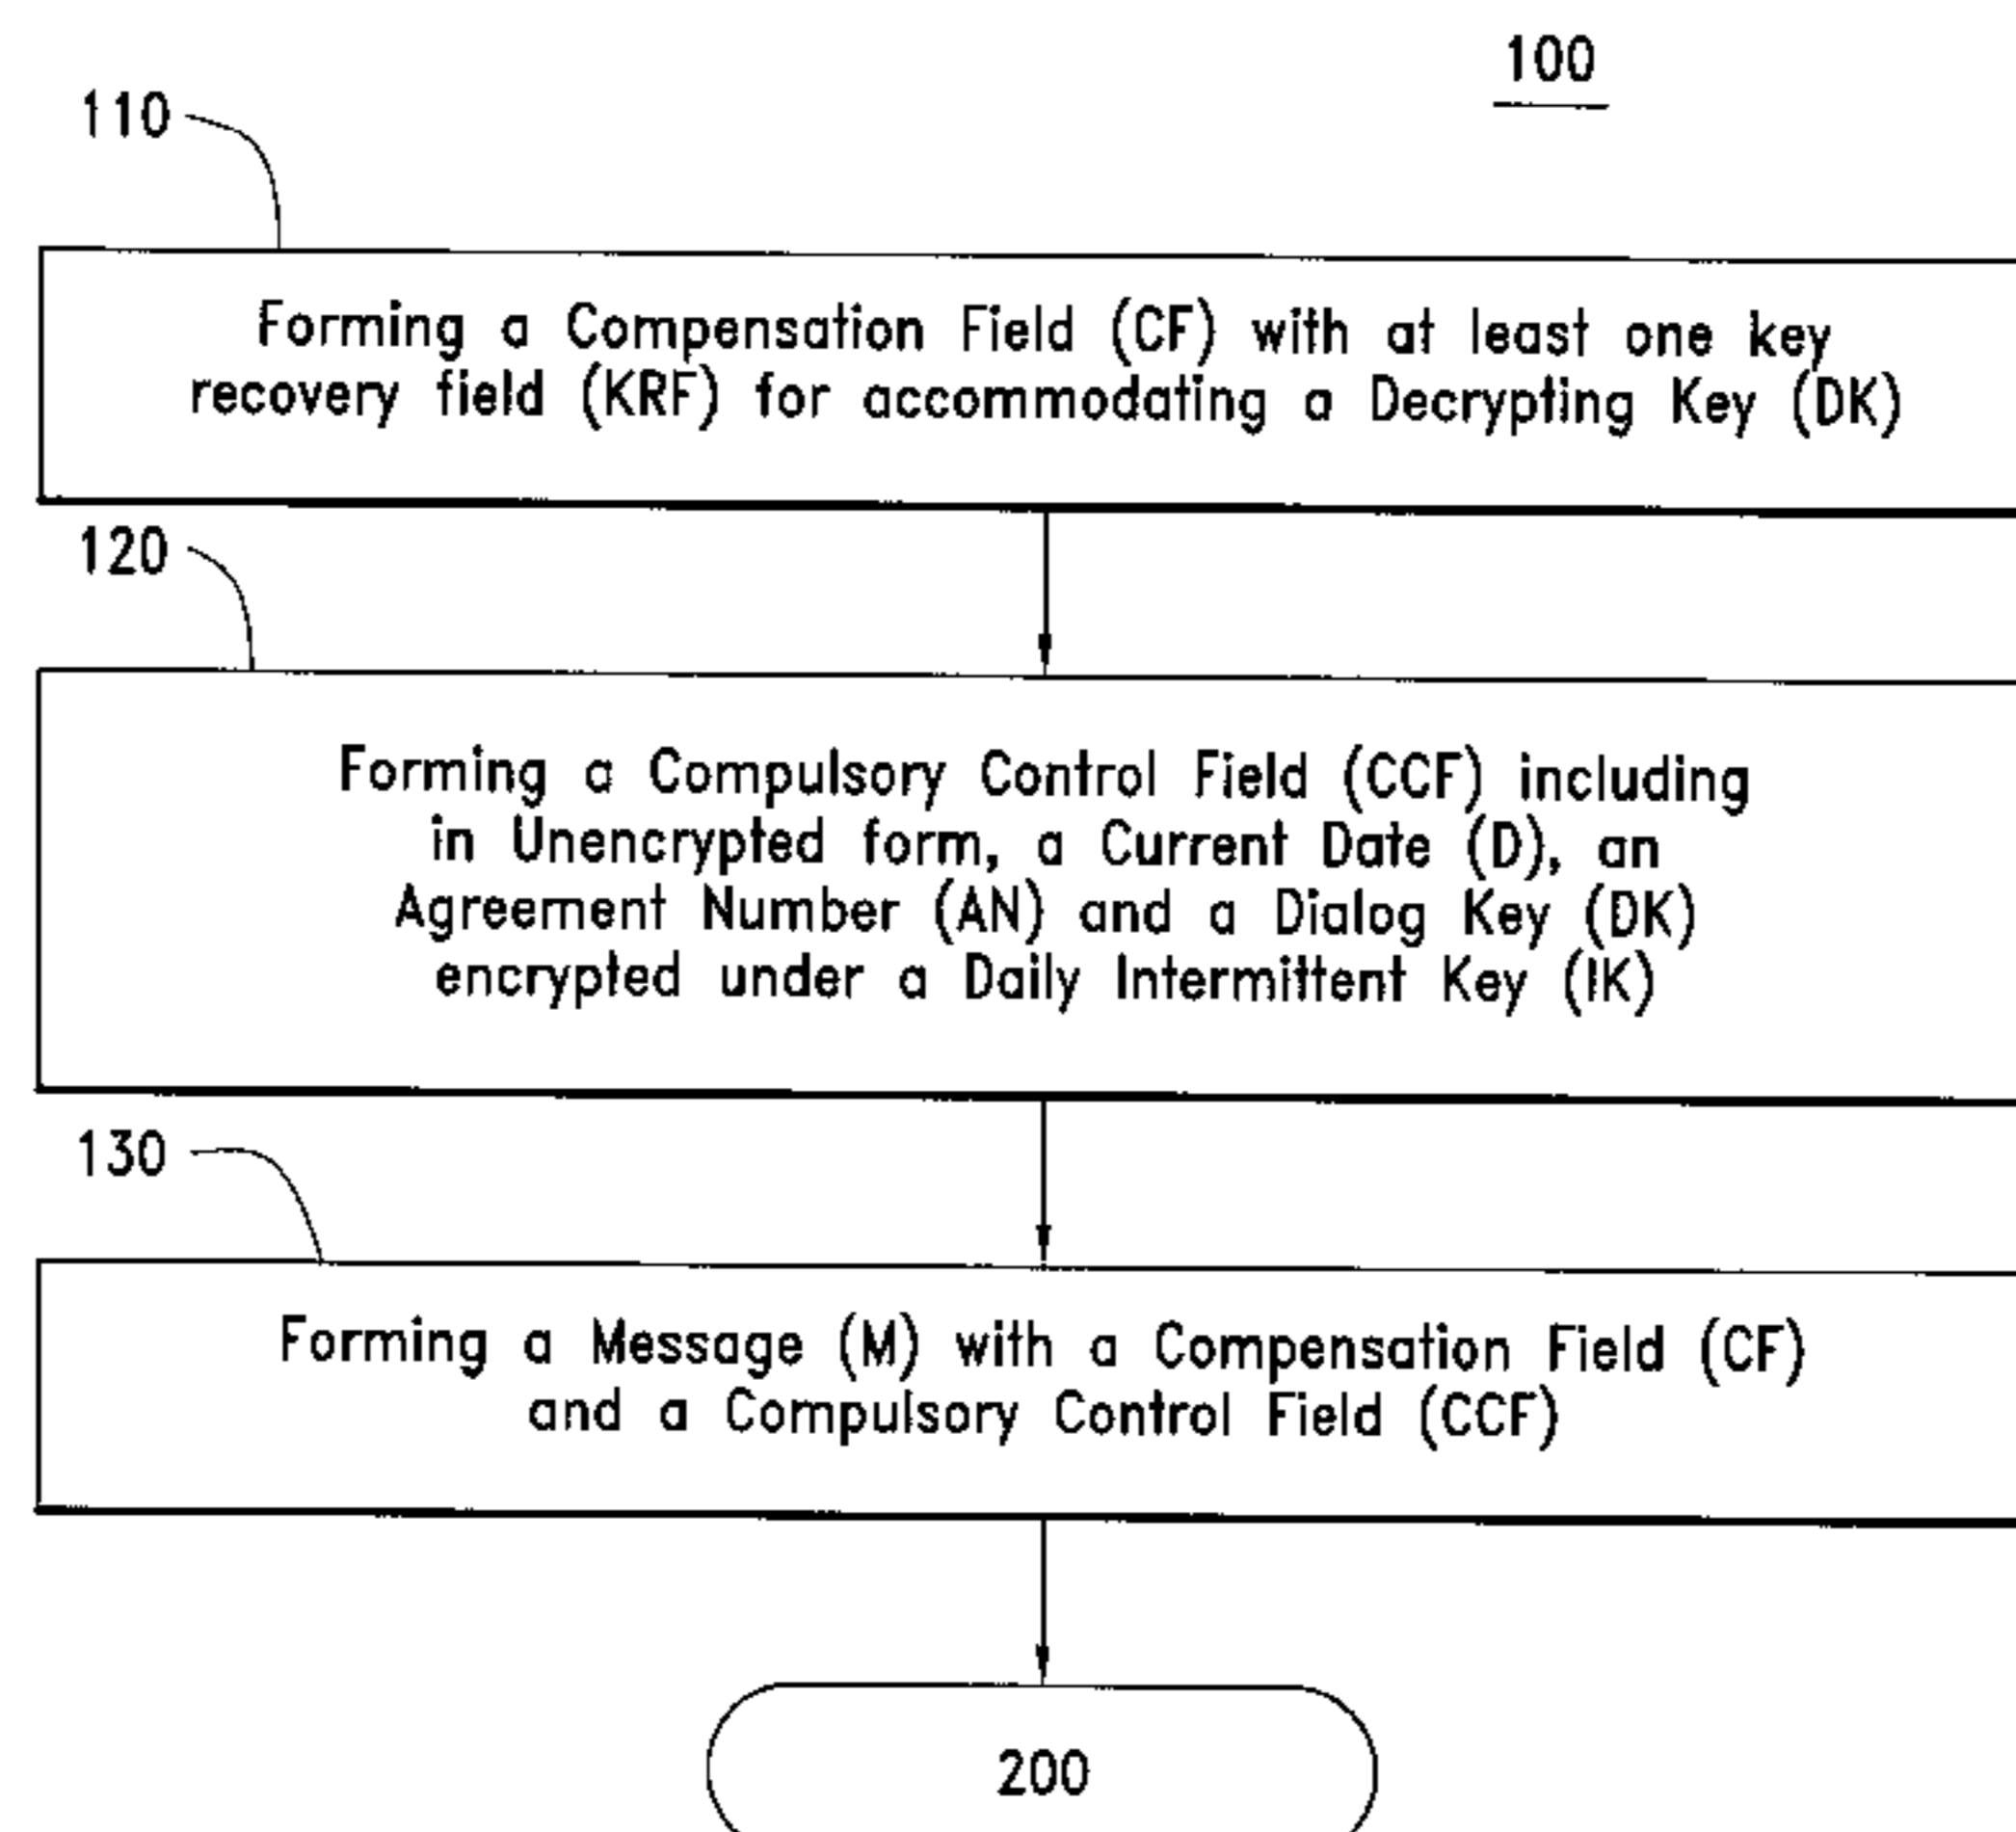 100
110
Forming a Compensation Field (CF) with at least one key
recovery field (KRF) for accommodating a Decrypting Key (DK)
120
Forming a Compulsory Control Field (CCF) including
in Unencrypted form, a Current Date (D), an
Agreement Number (AN) and a Dialog Key (DK)
encrypted under a Daily Intermittent Key (IK)
130
Forming a Message (M) with a Compensation Field (CF)
and a Compulsory Control Field (CCF)
200